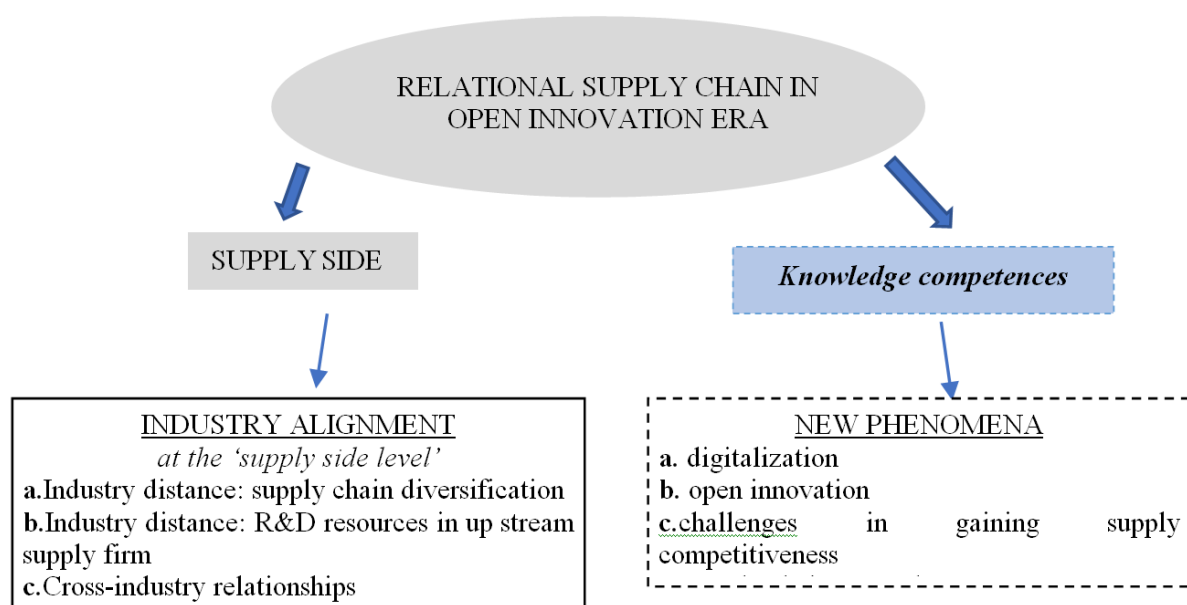 RELATIONAL SUPPLY CHAIN IN
OPEN INNOVATION ERA
SUPPLY SIDE
Knowledge competences
INDUSTRY ALIGNMENT
at the ‘supply side level’
a.Industry distance: supply chain diversification
b.Industry distance: R&D resources in up stream
supply firm
c.Cross-industry relationships
NEW PHENOMENA
a. digitalization
b. open innovation
c.challenges in gaining supply
competitiveness